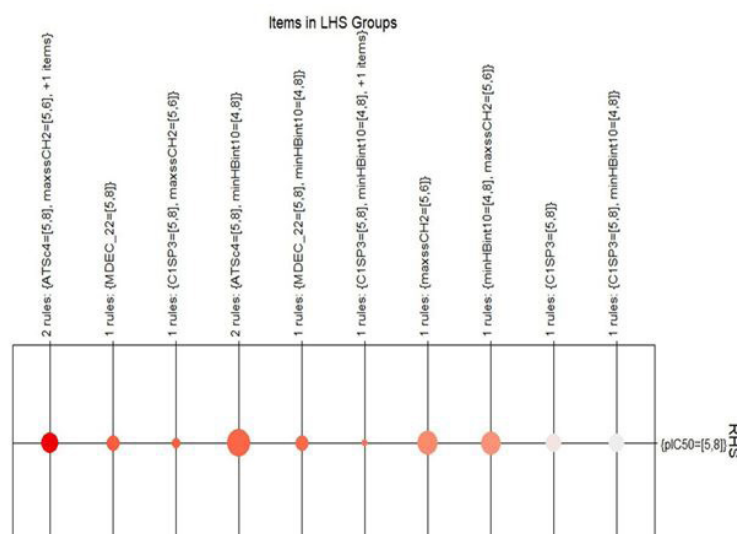 Items in LHS Groups
2 rules: {ATSc4=[5,8], maxssCH2=[5,6], +1 items}
1 rules: {MDEC_22=[5,8]}
1 rules: {C1SP3=[5,8], maxssCH2=[5,6]}
2 rules: {ATSc4=[5,8], minHBint10=[4,8]}
1 rules: {MDEC_22=[5,8], minHBint10=[4,8]}
1 rules: {C1SP3=[5,8], minHBint10=[4,8], +1 items}
1 rules: {maxssCH2=[5,6]}
1 rules: {minHBint10=[4,8], maxssCH2=[5,6]}
1 rules: {C1SP3=[5,8]}
1 rules: {C1SP3=[5,8], minHBint10=[4,8]}
{pIC50=[5,8]}
RHS